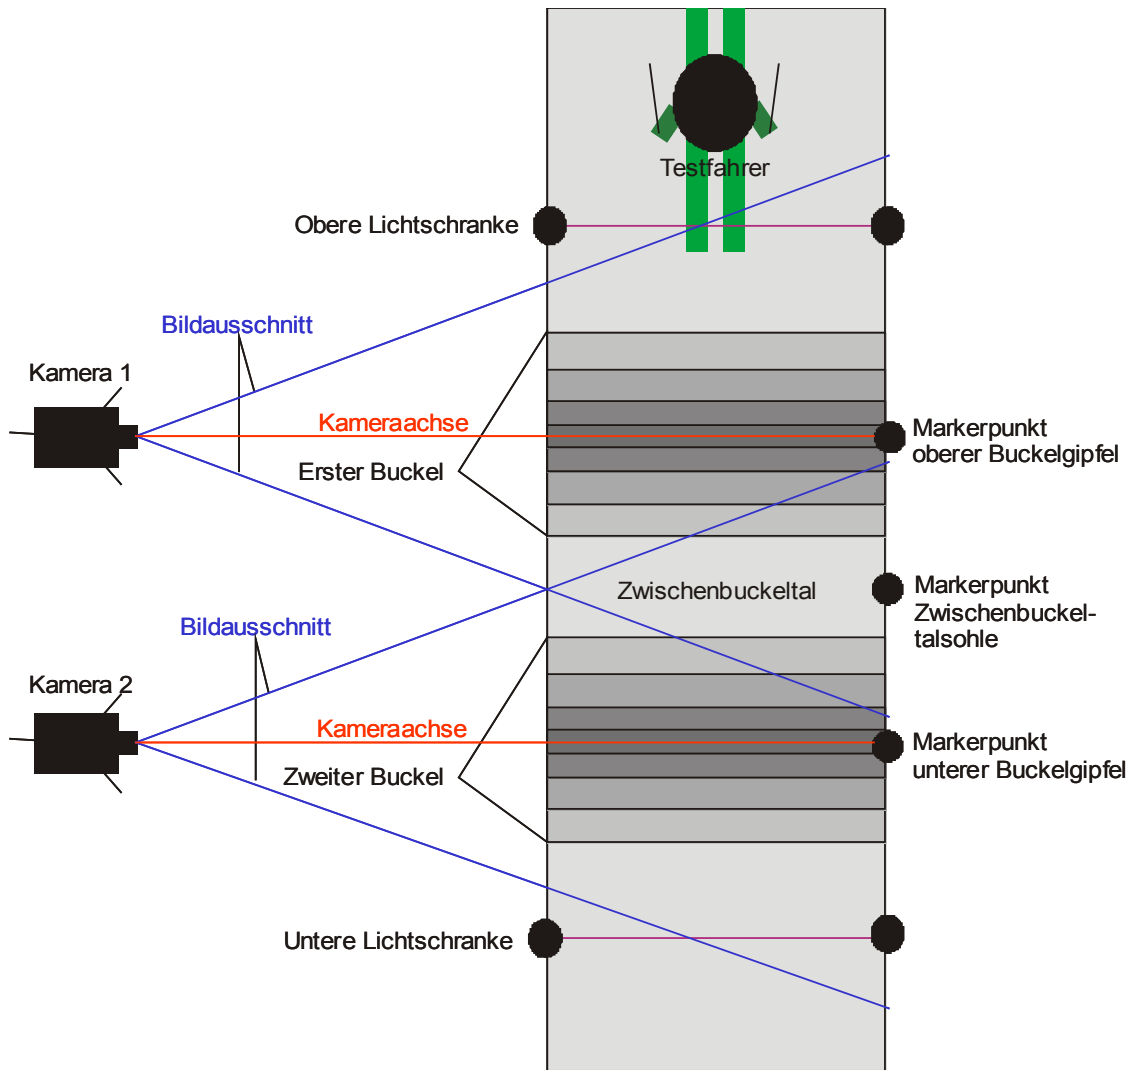 Testfahrer
Obere Lichtschranke
Bildausschnitt
Kamera 1
Kameraachse
Markerpunkt
oberer Buckelgipfel
Erster Buckel
Zwischenbuckeltal
Markerpunkt
Zwischenbuckel-
talsohle
Bildausschnitt
Kamera 2
Kameraachse
Markerpunkt
unterer Buckelgipfel
Zweiter Buckel
Untere Lichtschranke